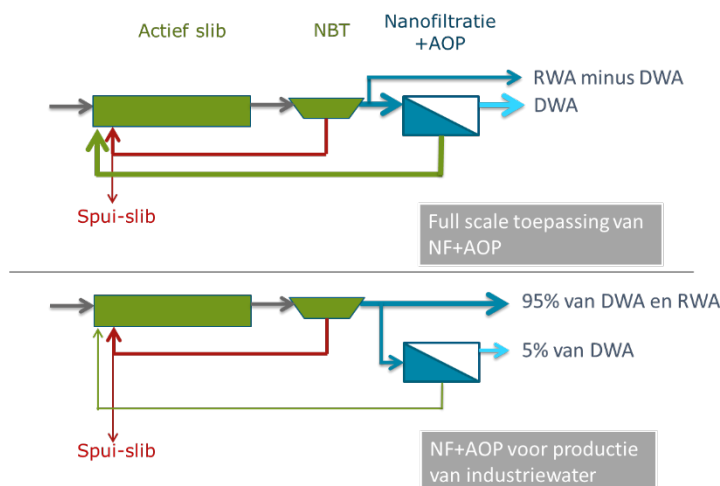 Actief slib
NBT
Nanofiltratie
+AOP
RWA minus DWA
DWA
Spui-slib
Full scale toepassing van
NF+AOP
95% van DWA en RWA
5% van DWA
Spui-slib
NF+AOP voor productie
van industriewater